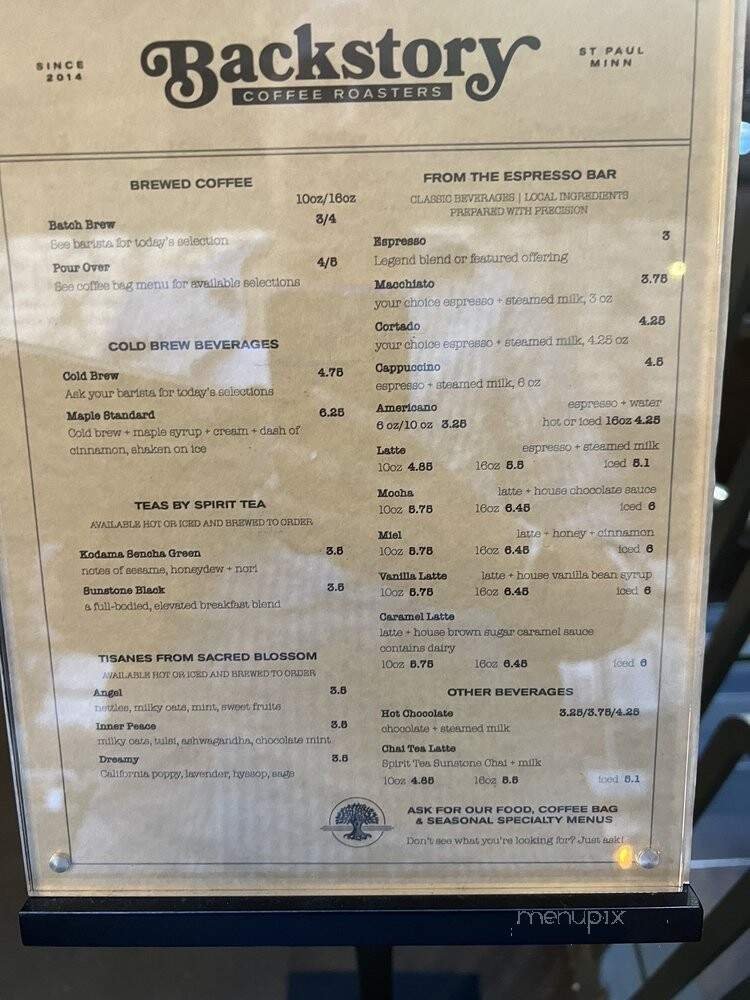 SINCE
2014
Backstory
COFFEE ROASTERS
ST PAUL
MINN
BREWED COFFEE
10oz/16oz
Batch Brew 3/4
See barista for today's selection
Pour Over 4/5
See coffee bag menu for available selections
COLD BREW BEVERAGES
Cold Brew 4.75
Ask your barista for today's selections
Maple Standard 6.25
Cold brew + maple syrup + cream + dash of
cinnamon, shaken on ice
TEAS BY SPIRIT TEA
AVAILABLE HOT OR ICED AND BREWED TO ORDER
Kodama Sencha Green 3.5
notes of sesame, honeydew + nori
Sunstone Black 3.5
a full-bodied, elevated breakfast blend
TISANES FROM SACRED BLOSSOM
AVAILABLE HOT OR ICED AND BREWED TO ORDER
Angel 3.5
nettles, milky oats, mint, sweet fruits
Inner Peace 3.5
milky oats, tulsi, ashwagandha, chocolate mint
Dreamy 3.5
California poppy, lavender, hyssop, sage
FROM THE ESPRESSO BAR
CLASSIC BEVERAGES | LOCAL INGREDIENTS
PREPARED WITH PRECISION
Espresso 3
Legend blend or featured offering
Macchiato 3.75
your choice espresso + steamed milk, 3 oz
Cortado 4.25
your choice espresso + steamed milk, 4.25 oz
Cappuccino 4.5
espresso + steamed milk, 6 oz
Americano espresso + water
6 oz/10 oz 3.25 hot or iced 16oz 4.25
Latte espresso + steamed milk
10oz 4.85 16oz 5.5 iced 5.1
Mocha latte + house chocolate sauce
10oz 5.75 16oz 6.45 iced 6
Miel latte + honey + cinnamon
10oz 5.75 16oz 6.45 iced 6
Vanilla Latte latte + house vanilla bean syrup
10oz 5.75 16oz 6.45 iced 6
Caramel Latte
latte + house brown sugar caramel sauce
contains dairy
10oz 5.75 16oz 6.45 iced 6
OTHER BEVERAGES
Hot Chocolate 3.25/3.75/4.25
chocolate + steamed milk
Chai Tea Latte
Spirit Tea Sunstone Chai + milk
10oz 4.85 16oz 5.5 iced 5.1
ASK FOR OUR FOOD, COFFEE BAG
& SEASONAL SPECIALTY MENUS
Don't see what you're looking for? Just ask!
menupix